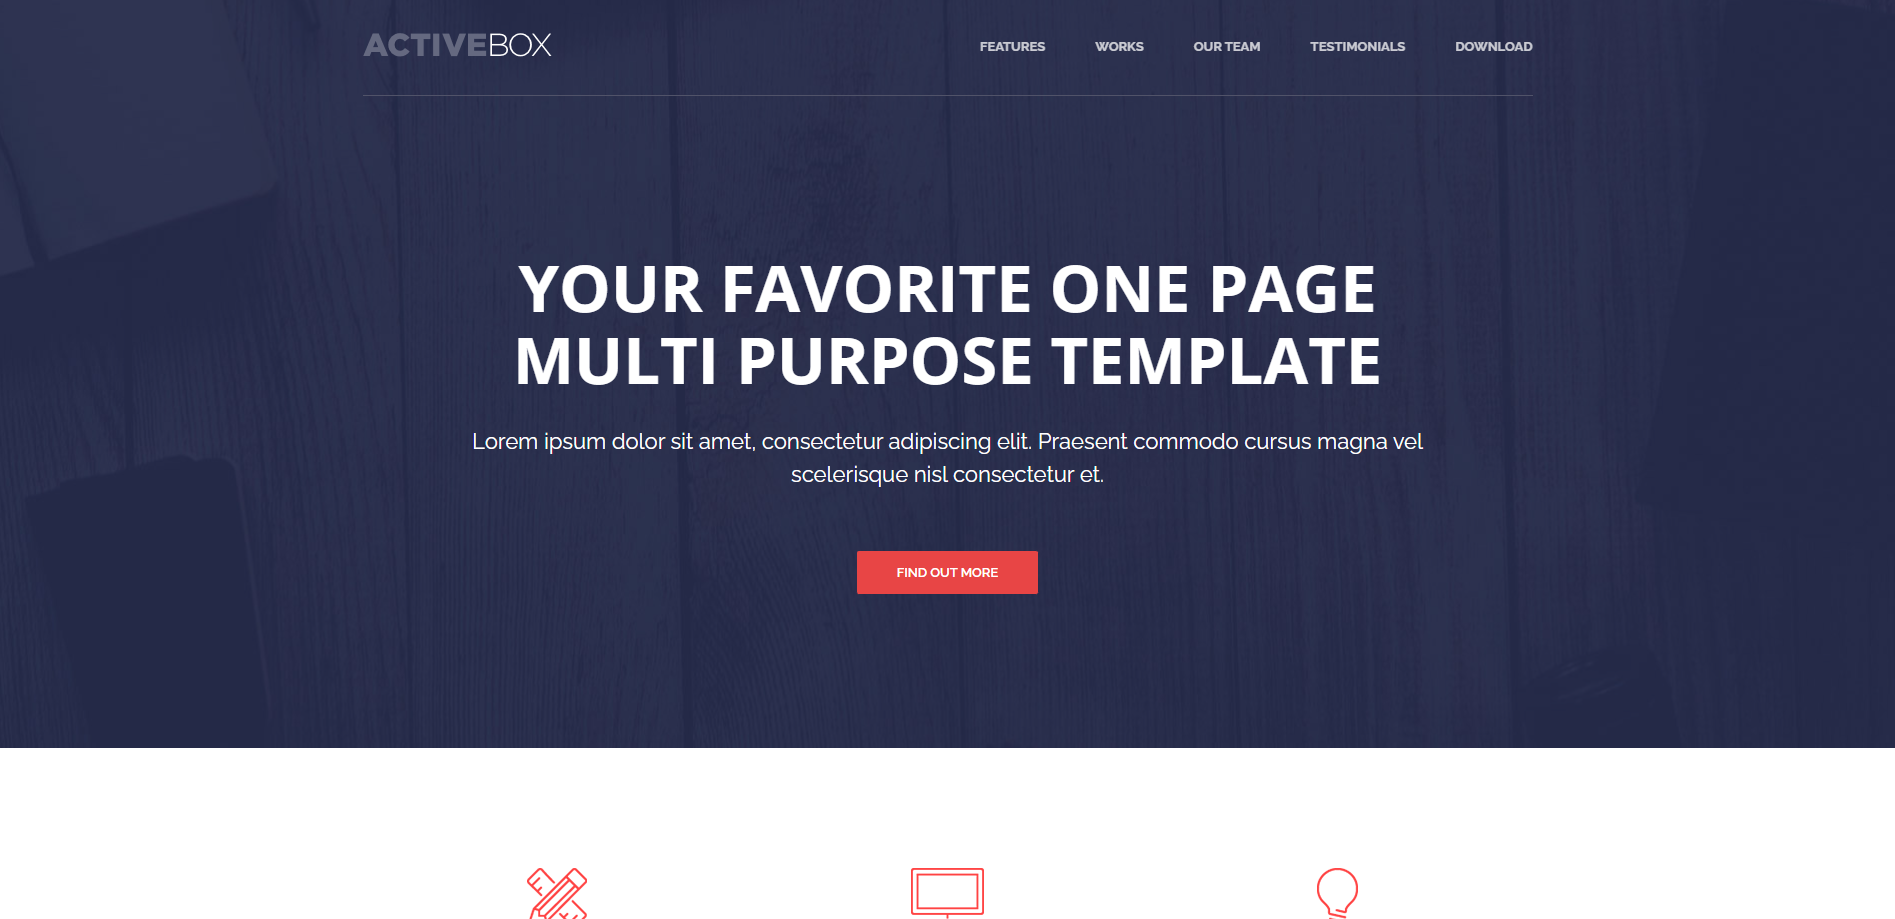 ACTIVEBOX
FEATURES WORKS OUR TEAM TESTIMONIALS DOWNLOAD
YOUR FAVORITE ONE PAGE
MULTI PURPOSE TEMPLATE
Lorem ipsum dolor sit amet, consectetur adipiscing elit. Praesent commodo cursus magna vel
scelerisque nisl consectetur et.
FIND OUT MORE